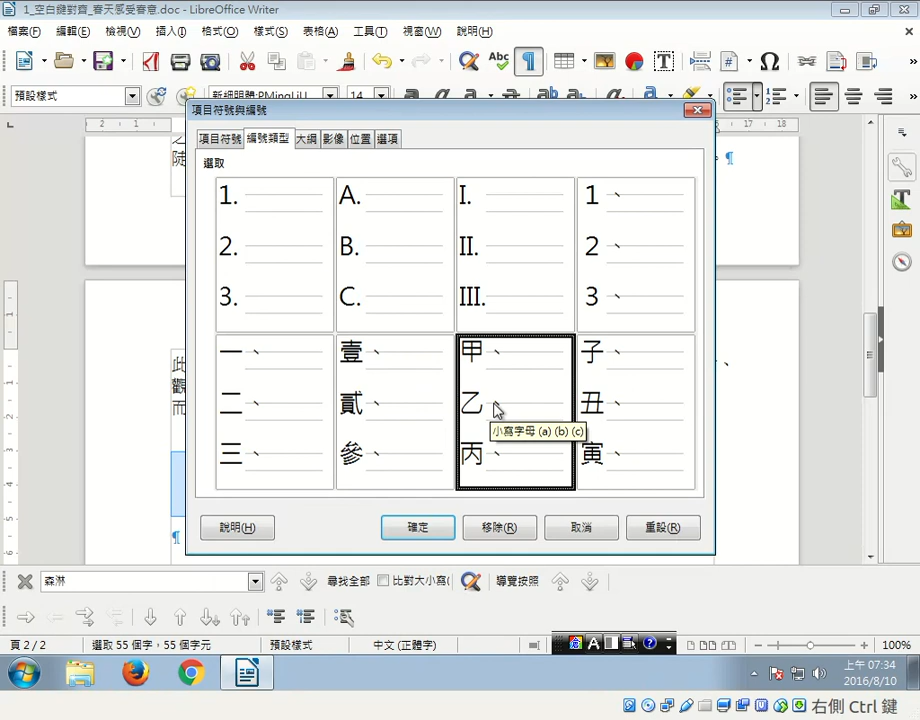 1_空白鍵對齊_春天感受春意.doc - LibreOffice Writer
檔案(F) 編輯(E) 檢視(V) 插入(I) 格式(O) 樣式(S) 表格(A) 工具(T) 視窗(W) 說明(H)
預設樣式 新細明體;PMingLiU 14
項目符號與編號
2 1 17 18
項目符號 編號類型 大綱 影像 位置 選項
選取
1. A. I. 1、
2. B. II. 2、
3. C. III. 3、
一、 壹、 甲、 子、
二、 貳、 乙、 丑、
小寫字母 (a) (b) (c)
三、 參、 丙、 寅、
陡
此
觀
而
說明(H) 確定 移除(R) 取消 重設(R)
森淋 尋找全部 比對大小寫( 導覽按照
頁 2 / 2 選取 55 個字，55 個字元 預設樣式 中文 (正體字) 100%
上午 07:34
2016/8/10
右側 Ctrl 鍵